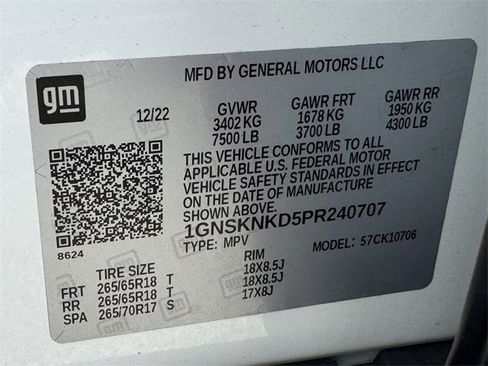 gm
MFD BY GENERAL MOTORS LLC
12/22 GVWR GAWR FRT GAWR RR
3402 KG 1678 KG 1950 KG
7500 LB 3700 LB 4300 LB
THIS VEHICLE CONFORMS TO ALL
APPLICABLE U.S. FEDERAL MOTOR
VEHICLE SAFETY STANDARDS IN EFFECT
ON THE DATE OF MANUFACTURE
SHOWN ABOVE.
1GNSKNKD5PR240707
8624 TYPE: MPV MODEL: 57CK10706
TIRE SIZE RIM
FRT 265/65R18 T 18X8.5J
RR 265/65R18 T 18X8.5J
SPA 265/70R17 S 17X8J